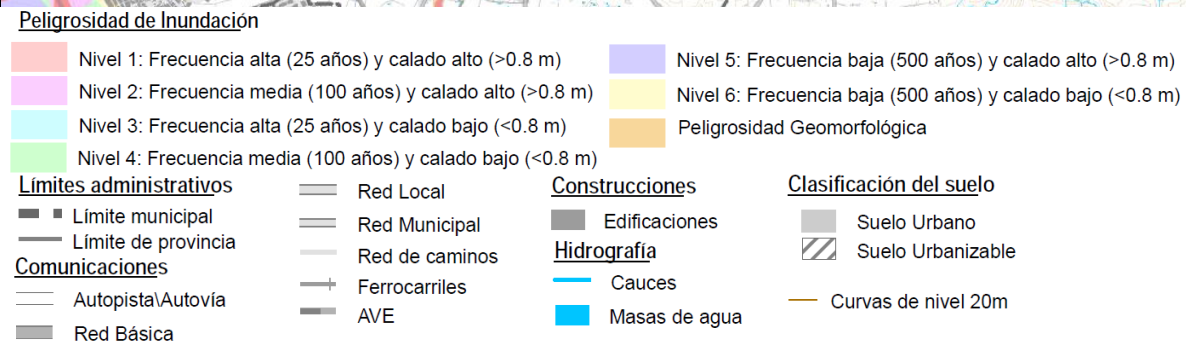 Peligrosidad de Inundación
Nivel 1: Frecuencia alta (25 años) y calado alto (>0.8 m)
Nivel 2: Frecuencia media (100 años) y calado alto (>0.8 m)
Nivel 3: Frecuencia alta (25 años) y calado bajo (<0.8 m)
Nivel 4: Frecuencia media (100 años) y calado bajo (<0.8 m)
Nivel 5: Frecuencia baja (500 años) y calado alto (>0.8 m)
Nivel 6: Frecuencia baja (500 años) y calado bajo (<0.8 m)
Peligrosidad Geomorfológica
Límites administrativos
Límite municipal
Límite de provincia
Comunicaciones
Autopista\Autovía
Red Básica
Red Local
Red Municipal
Red de caminos
Ferrocarriles
AVE
Construcciones
Edificaciones
Hidrografía
Cauces
Masas de agua
Clasificación del suelo
Suelo Urbano
Suelo Urbanizable
Curvas de nivel 20m